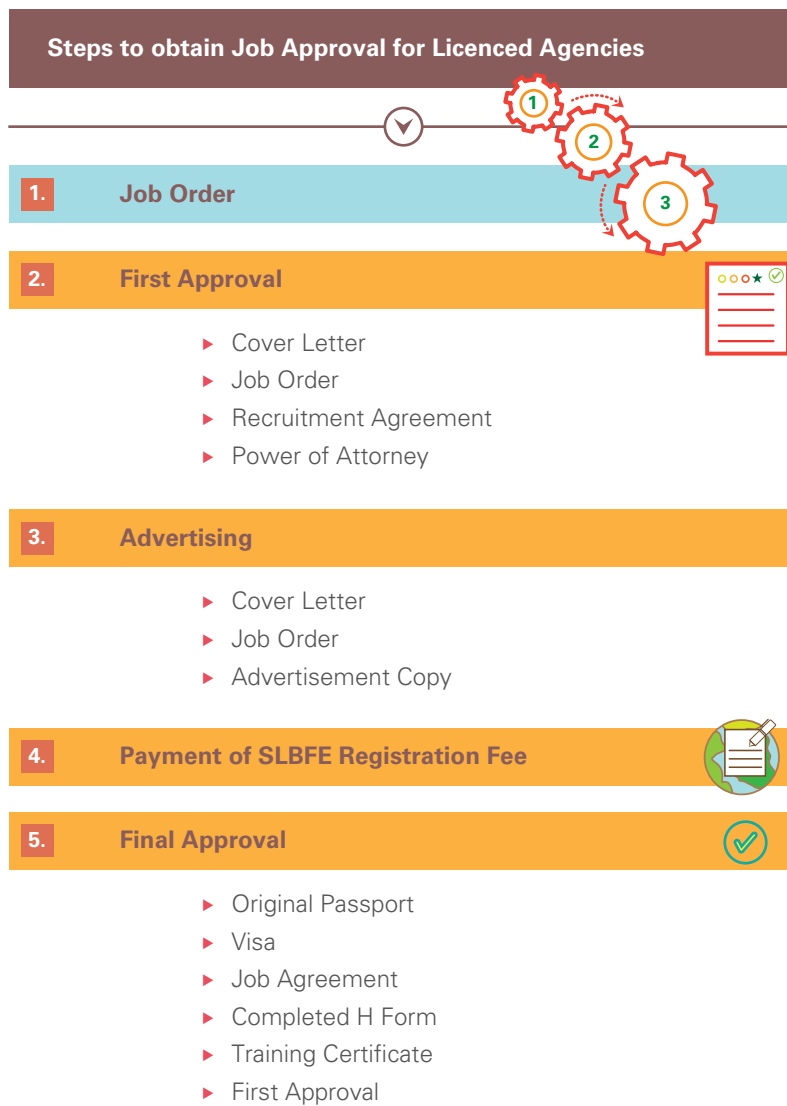 Steps to obtain Job Approval for Licenced Agencies
1
2
3
1. Job Order
2. First Approval
Cover Letter
Job Order
Recruitment Agreement
Power of Attorney
3. Advertising
Cover Letter
Job Order
Advertisement Copy
4. Payment of SLBFE Registration Fee
5. Final Approval
Original Passport
Visa
Job Agreement
Completed H Form
Training Certificate
First Approval